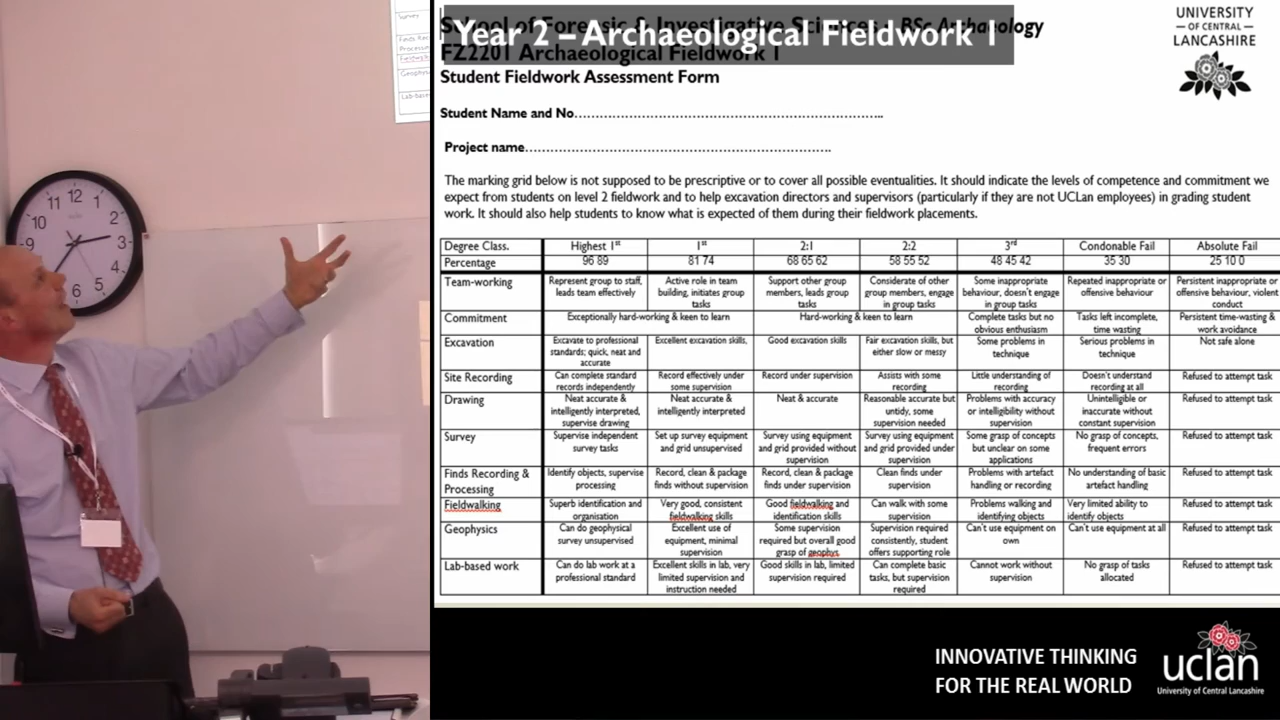 School of Forensic & Investigative Sciences - BSc Archaeology
Year 2 – Archaeological Fieldwork 1
FZ2201 Archaeological Fieldwork 1
Student Fieldwork Assessment Form
UNIVERSITY
OF CENTRAL
LANCASHIRE
Student Name and No…………………………………………………………………..
Project name…………………………………………………………………….
The marking grid below is not supposed to be prescriptive or to cover all possible eventualities. It should indicate the levels of competence and commitment we
expect from students on level 2 fieldwork and to help excavation directors and supervisors (particularly if they are not UCLan employees) in grading student
work. It should also help students to know what is expected of them during their fieldwork placements.
Degree Class. Highest 1st 1st 2:1 2:2 3rd Condonable Fail Absolute Fail
Percentage 96 89 81 74 68 65 62 58 55 52 48 45 42 35 30 25 10 0
Team-working Represent group to staff, Active role in team Support other group Considerate of other Some inappropriate Repeated inappropriate or Persistent inappropriate or
leads team effectively building, initiates group members, leads group group members, engage behaviour, doesn't engage offensive behaviour offensive behaviour, violent
tasks tasks in group tasks in group tasks conduct
Commitment Exceptionally hard-working & keen to learn Hard-working & keen to learn Complete tasks but no Tasks left incomplete, Persistent time-wasting &
obvious enthusiasm time wasting work avoidance
Excavation Excavate to professional Excellent excavation skills, Good excavation skills Fair excavation skills, but Some problems in Serious problems in Not safe alone
standards; quick, neat and either slow or messy technique technique
accurate
Site Recording Can complete standard Record effectively under Record under supervision Assists with some Little understanding of Doesn't understand Refused to attempt task
records independently some supervision recording recording recording at all
Drawing Neat accurate & Neat accurate & Neat & accurate Reasonable accurate but Problems with accuracy Unintelligible or Refused to attempt task
intelligently interpreted, intelligently interpreted untidy, some or intelligibility without inaccurate without
supervise drawing supervision needed supervision constant supervision
Survey Supervise independent Set up survey equipment Survey using equipment Survey using equipment Some grasp of concepts No grasp of concepts, Refused to attempt task
survey tasks and grid unsupervised and grid provided without and grid provided under but unclear on some frequent errors
supervision supervision applications
Finds Recording & Identify objects, supervise Record, clean & package Record, clean & package Clean finds under Problems with artefact No understanding of basic Refused to attempt task
Processing processing finds without supervision finds under supervision supervision handling or recording artefact handling
Fieldwalking Superb identification and Very good, consistent Good fieldwalking and Can walk with some Problems walking and Very limited ability to Refused to attempt task
organisation fieldwalking skills identification skills supervision identifying objects identify objects
Geophysics Can do geophysical Excellent use of Some supervision Supervision required Can't use equipment on Can't use equipment at all Refused to attempt task
survey unsupervised equipment, minimal required but overall good consistently, student own
supervision grasp of geophys. offers supporting role
Lab-based work Can do lab work at a Excellent skills in lab, very Good skills in lab, limited Can complete basic Cannot work without No grasp of tasks Refused to attempt task
professional standard limited supervision and supervision required tasks, but supervision supervision allocated
instruction needed required
INNOVATIVE THINKING
FOR THE REAL WORLD
uclan
University of Central Lancashire
12
1
2
3
4
5
6
9
10
11
Survey
Processing